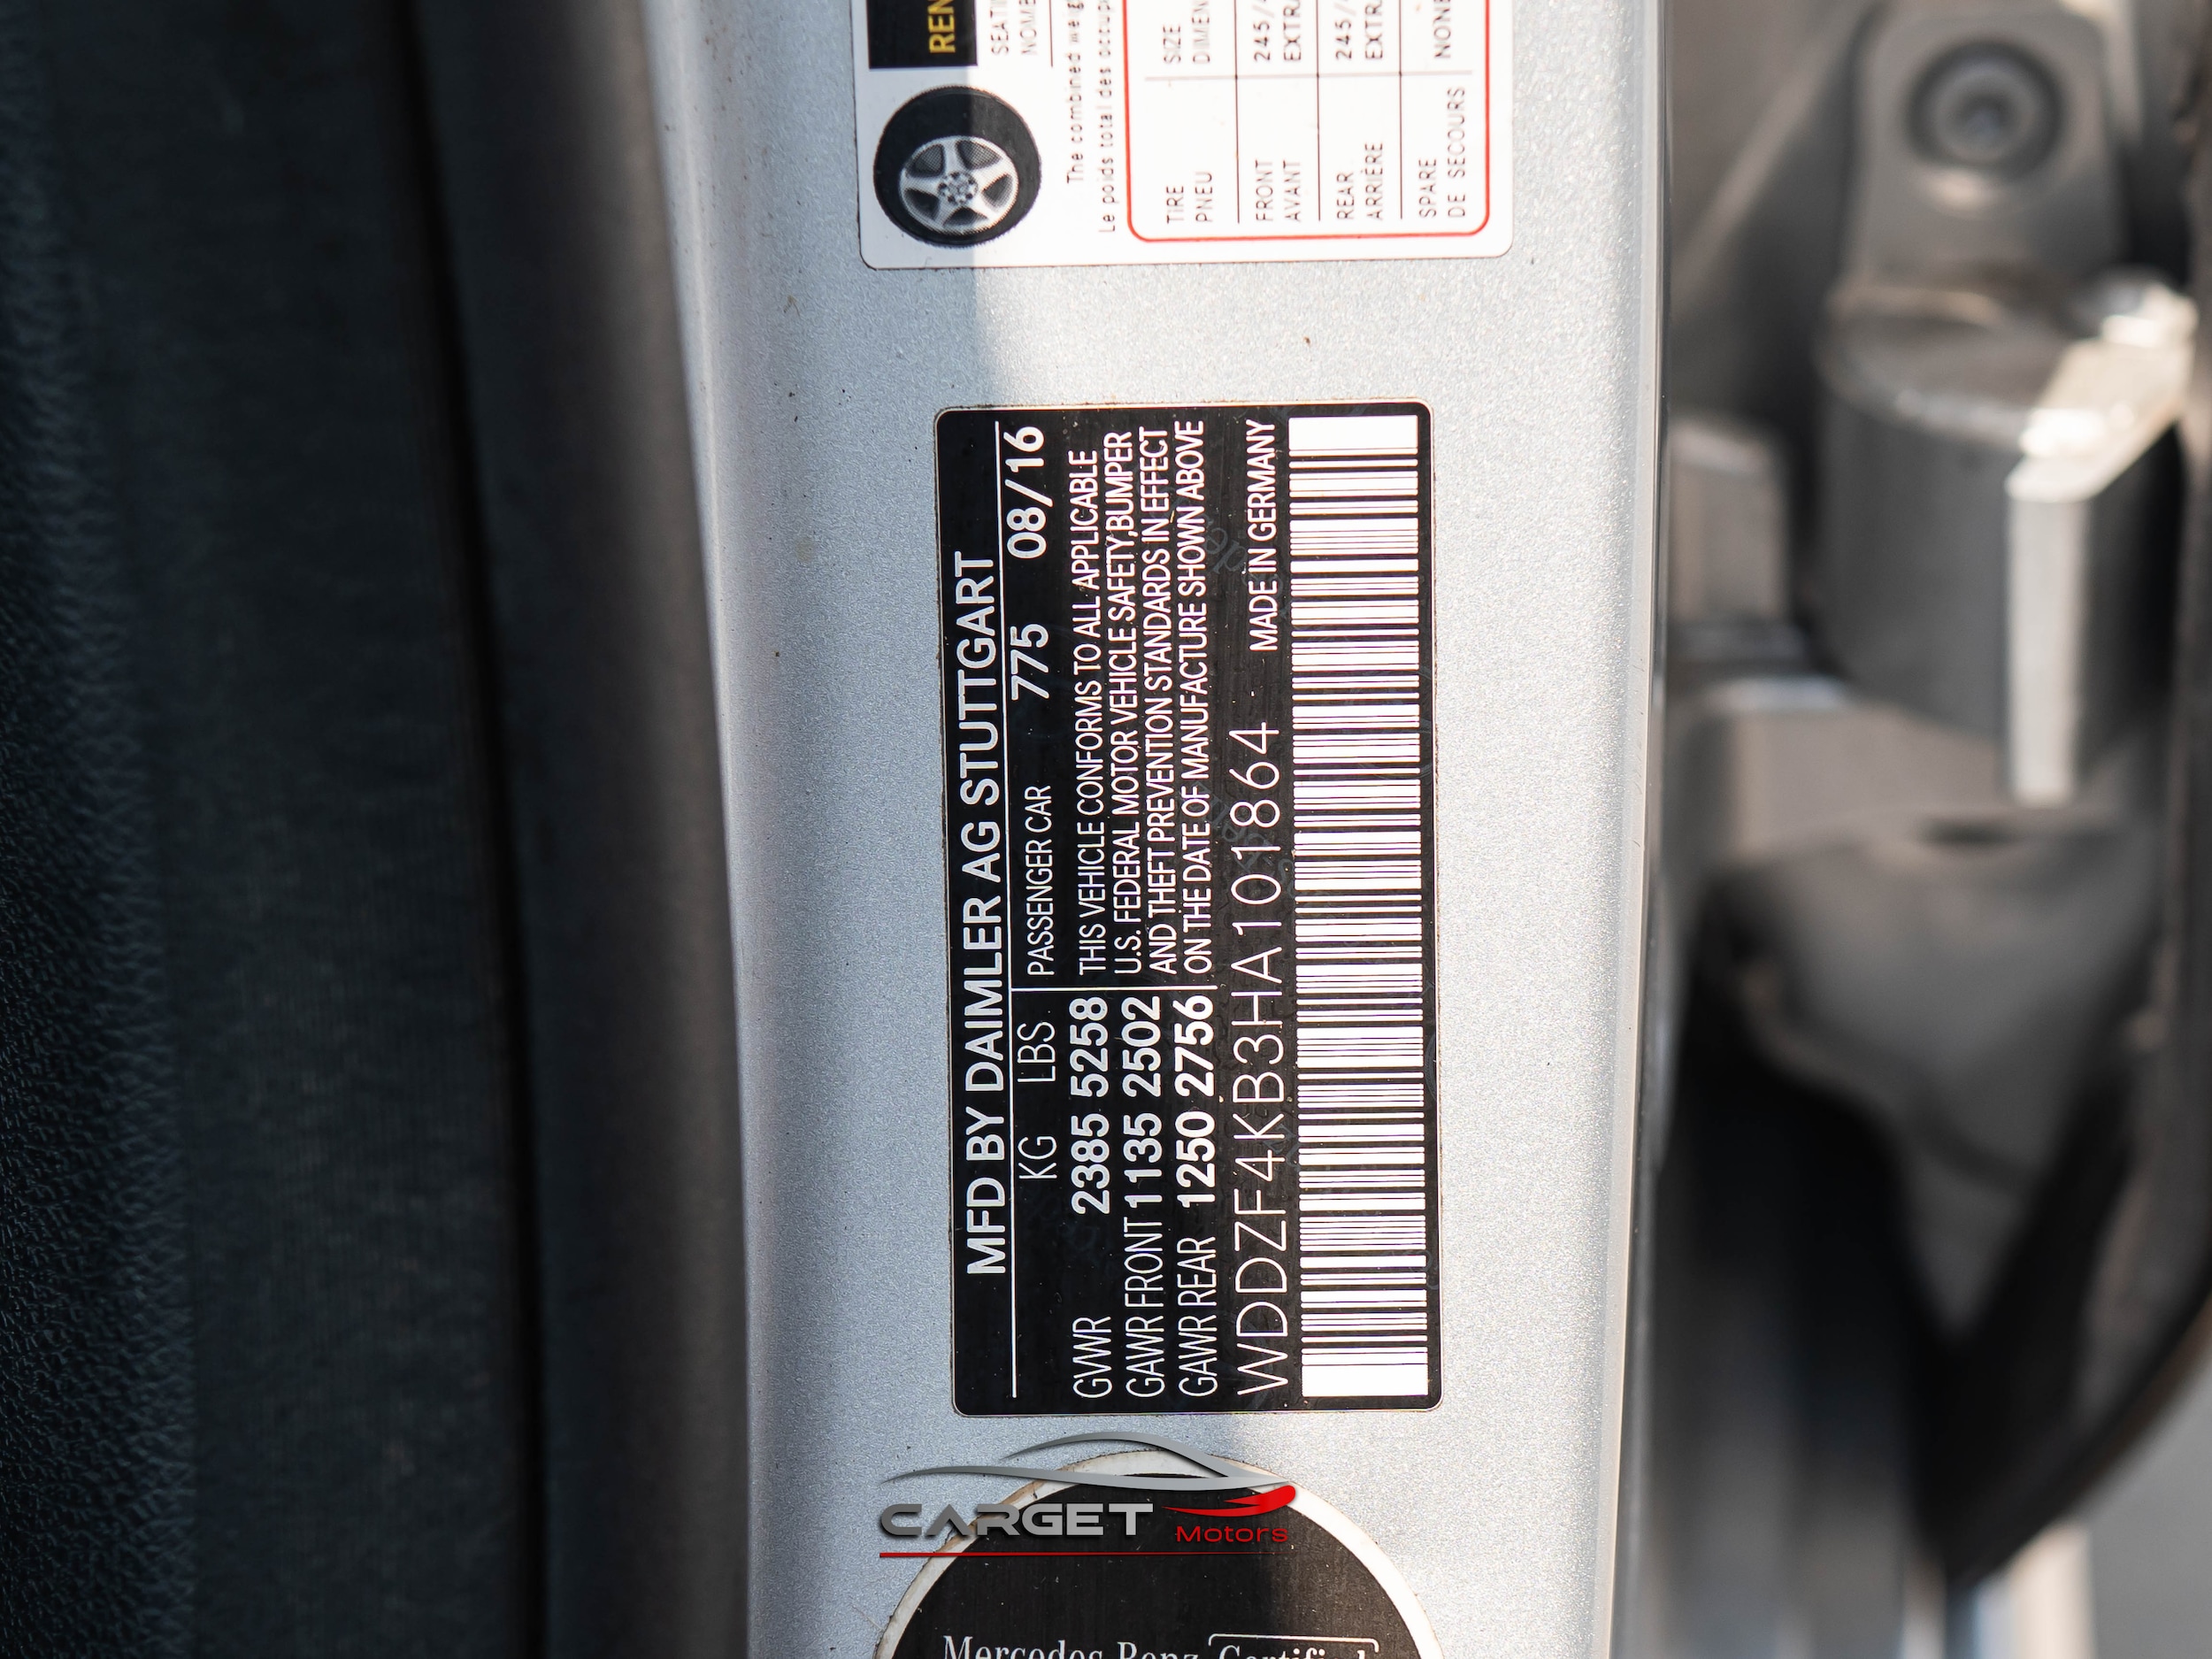 MFD BY DAIMLER AG STUTTGART
KG LBS PASSENGER CAR 775 08/16
GVWR 2385 5258
GAWR FRONT 1135 2502
GAWR REAR 1250 2756
THIS VEHICLE CONFORMS TO ALL APPLICABLE
U.S. FEDERAL MOTOR VEHICLE SAFETY,BUMPER
AND THEFT PREVENTION STANDARDS IN EFFECT
ON THE DATE OF MANUFACTURE SHOWN ABOVE
WDDZF4KB3HA101864 MADE IN GERMANY
The combined
Le poids total des
TIRE SIZE
PNEU
FRONT
AVANT
REAR
ARRIÈRE
SPARE NONE
DE SECOURS
CARGET
Motors
Mercedes-Benz Certified